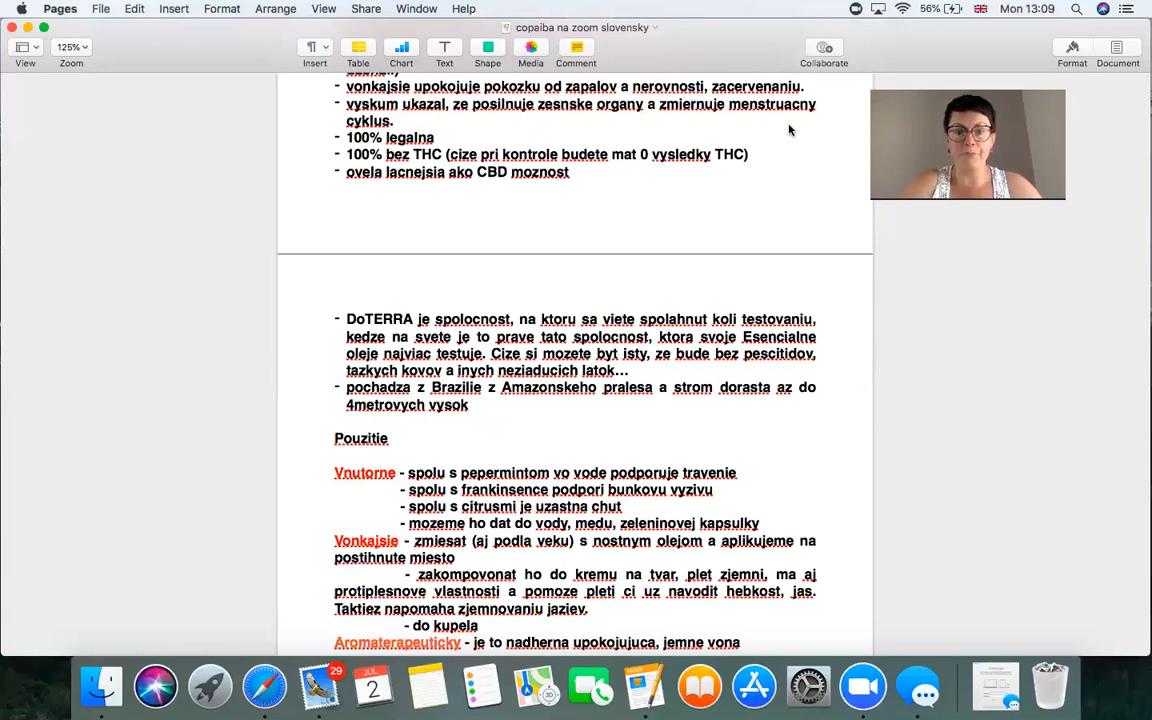 Pages File Edit Insert Format Arrange View Share Window Help 56% Mon 13:09
copaiba na zoom slovensky
125%
View Zoom Insert Table Chart Text Shape Media Comment Collaborate Format Document
- vonkajsie upokojuje pokozku od zapalov a nerovnosti, zacervenaniu.
- vyskum ukazal, ze posilnuje zesnske organy a zmiernuje menstruacny
cyklus.
- 100% legalna
- 100% bez THC (cize pri kontrole budete mat 0 vysledky THC)
- ovela lacnejsia ako CBD moznost
- DoTERRA je spolocnost, na ktoru sa viete spolahnut koli testovaniu,
kedze na svete je to prave tato spolocnost, ktora svoje Esencialne
oleje najviac testuje. Cize si mozete byt isty, ze bude bez pescitidov,
tazkych kovov a inych neziaducich latok...
- pochadza z Brazilie z Amazonskeho pralesa a strom dorasta az do
4metrovych vysok
Pouzitie
Vnutorne - spolu s pepermintom vo vode podporuje travenie
- spolu s frankinsence podpori bunkovu vyzivu
- spolu s citrusmi je uzastna chut
- mozeme ho dat do vody, medu, zeleninovej kapsulky
Vonkajsie - zmiesat (aj podla veku) s nostnym olejom a aplikujeme na
postihnute miesto
- zakompovonat ho do kremu na tvar, plet zjemni, ma aj
protiplesnove vlastnosti a pomoze pleti ci uz navodit hebkost, jas.
Taktiez napomaha zjemnovaniu jaziev.
- do kupela
Aromaterapeuticky - je to nadherna upokojujuca, jemne vona
29
JUL
2